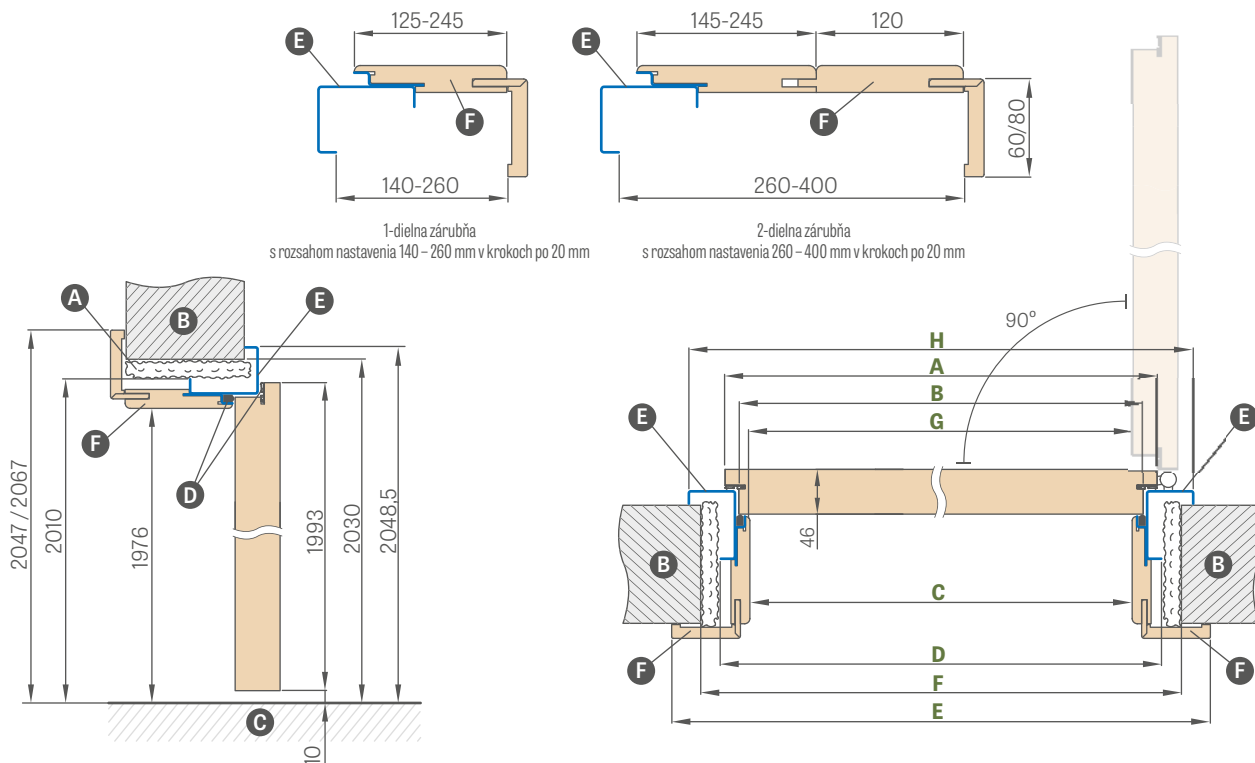 125-245
145-245
120
E
E
F
F
60/80
140-260
260-400
1-dielna zárubňa
s rozsahom nastavenia 140 – 260 mm v krokoch po 20 mm
2-dielna zárubňa
s rozsahom nastavenia 260 – 400 mm v krokoch po 20 mm
A
B
E
F
D
2047 / 2067
2010
1976
1993
2030
2048,5
C
10
90°
H
A
B
G
E
E
46
B
B
C
D
F
F
F
E